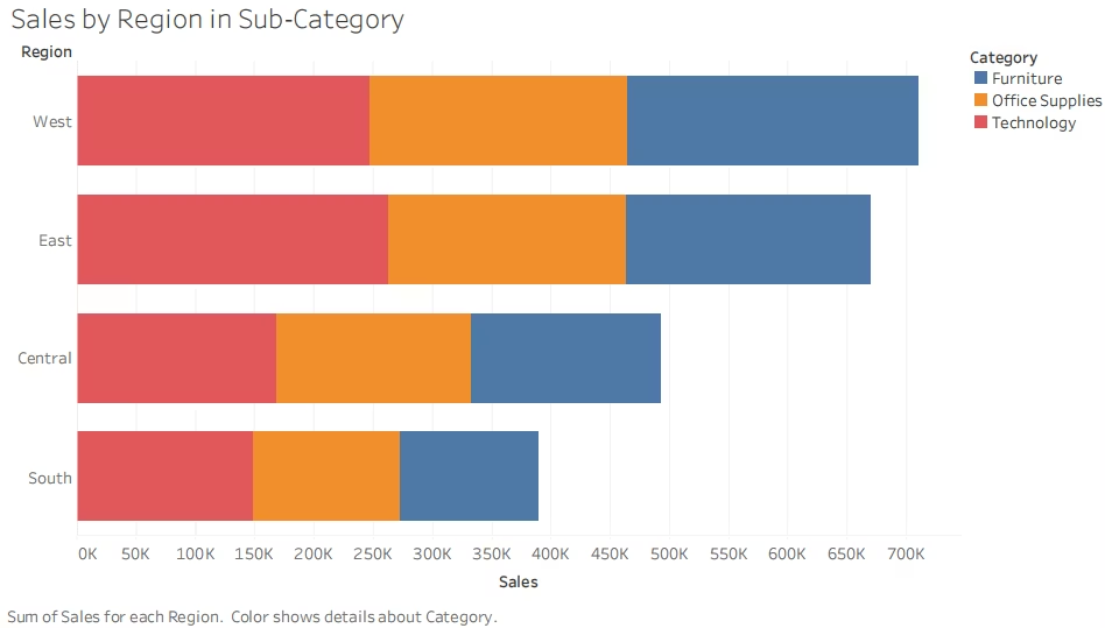 Sales by Region in Sub-Category
Region
Category
Furniture
Office Supplies
Technology
West
East
Central
South
0K 50K 100K 150K 200K 250K 300K 350K 400K 450K 500K 550K 600K 650K 700K
Sales
Sum of Sales for each Region. Color shows details about Category.